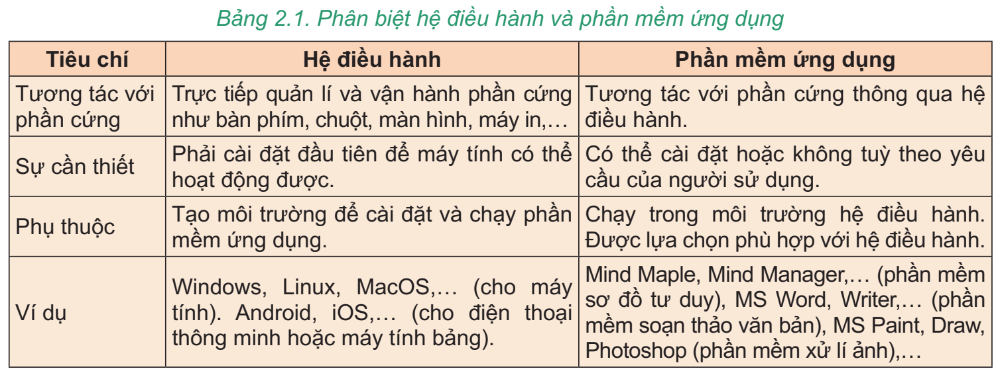 Bảng 2.1. Phân biệt hệ điều hành và phần mềm ứng dụng
Tiêu chí
Hệ điều hành
Phần mềm ứng dụng
Tương tác với
phần cứng
Trực tiếp quản lí và vận hành phần cứng
như bàn phím, chuột, màn hình, máy in,…
Tương tác với phần cứng thông qua hệ
điều hành.
Sự cần thiết
Phải cài đặt đầu tiên để máy tính có thể
hoạt động được.
Có thể cài đặt hoặc không tuỳ theo yêu
cầu của người sử dụng.
Phụ thuộc
Tạo môi trường để cài đặt và chạy phần
mềm ứng dụng.
Chạy trong môi trường hệ điều hành.
Được lựa chọn phù hợp với hệ điều hành.
Ví dụ
Windows, Linux, MacOS,… (cho máy
tính). Android, iOS,… (cho điện thoại
thông minh hoặc máy tính bảng).
Mind Maple, Mind Manager,… (phần mềm
sơ đồ tư duy), MS Word, Writer,… (phần
mềm soạn thảo văn bản), MS Paint, Draw,
Photoshop (phần mềm xử lí ảnh),…